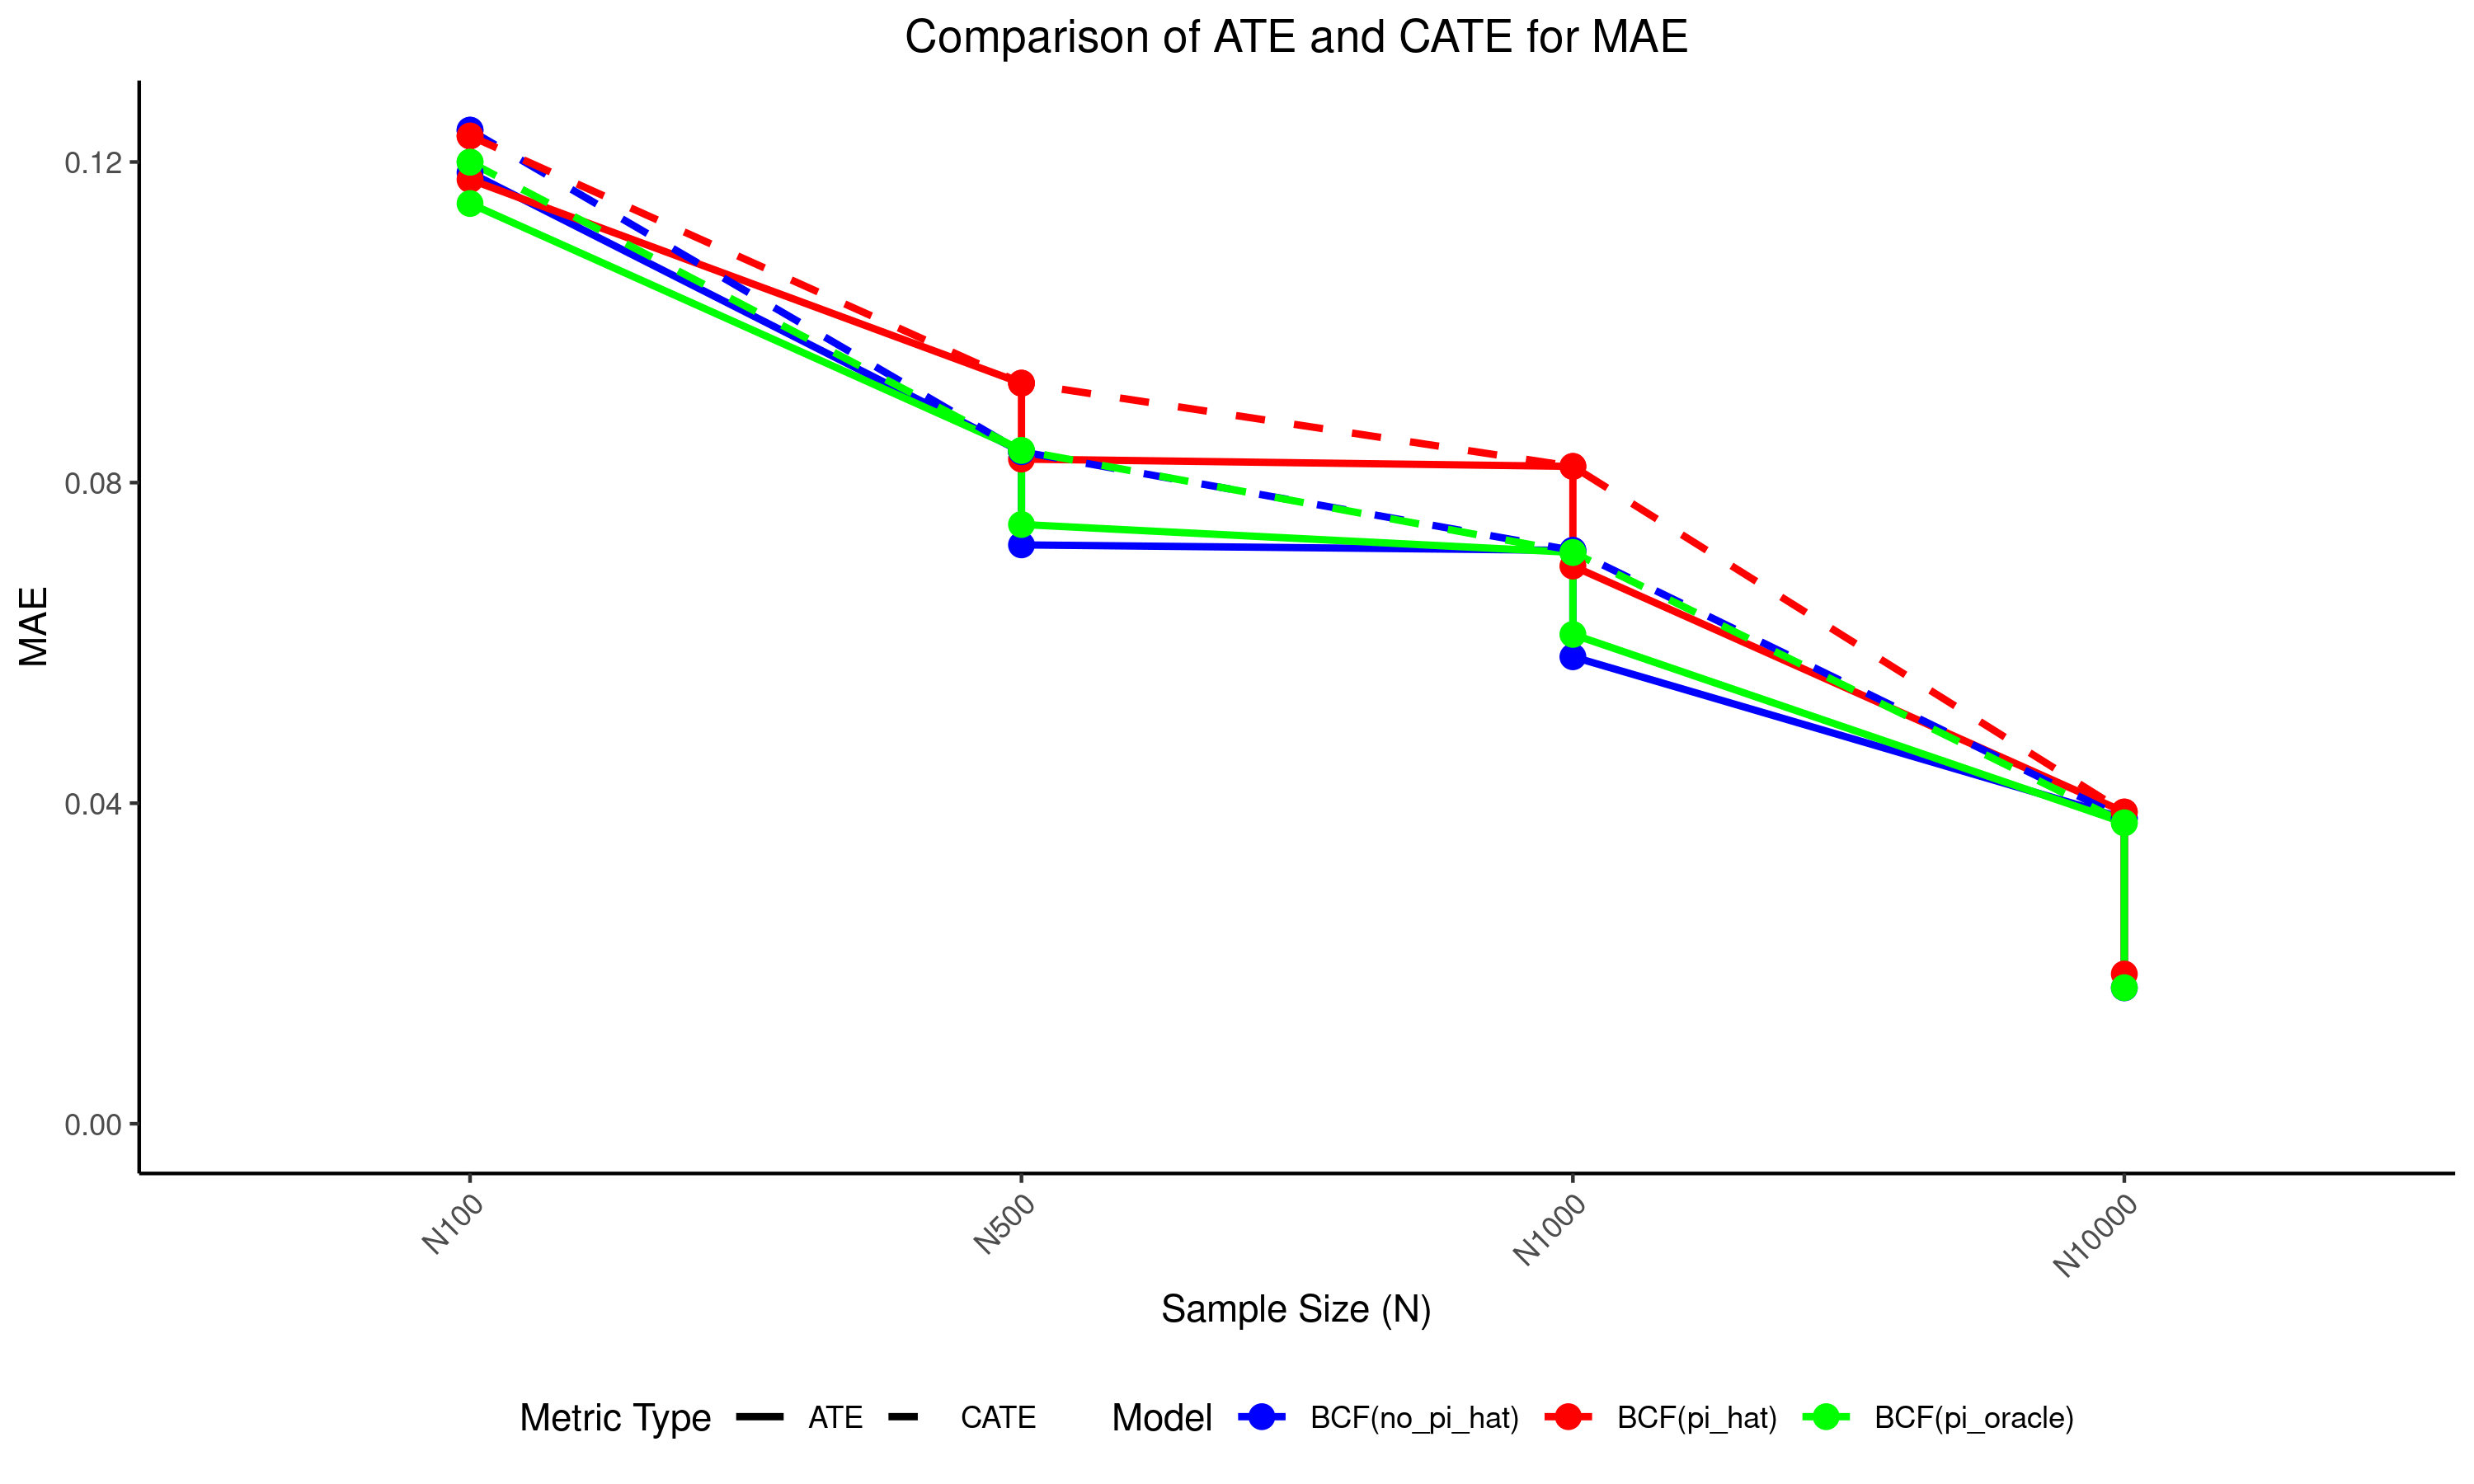 Comparison of ATE and CATE for MAE
MAE
0.12
0.08
0.04
0.00
N100
N500
N1000
N10000
Sample Size (N)
Metric Type ATE CATE Model BCF(no_pi_hat) BCF(pi_hat) BCF(pi_oracle)